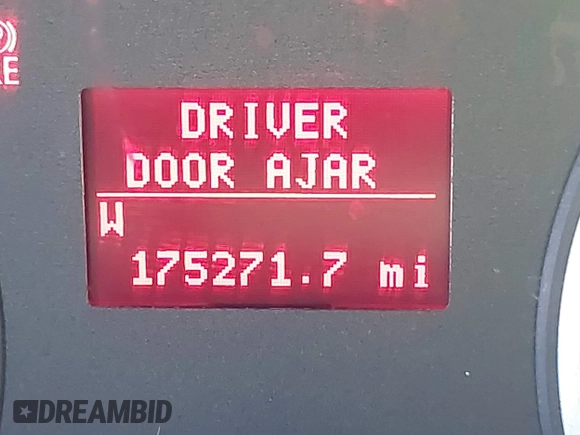 DRIVER
DOOR AJAR
W
175271.7 mi
DREAMBID